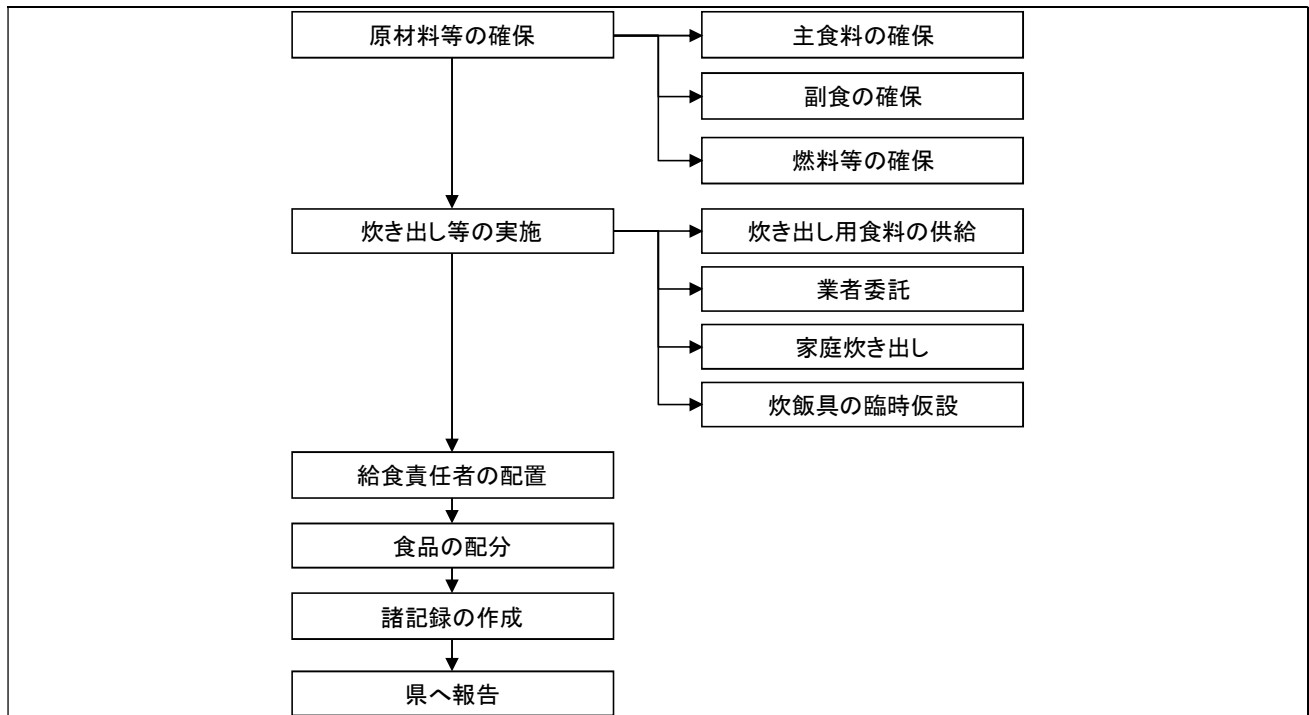 原材料等の確保
主食料の確保
副食の確保
燃料等の確保
炊き出し等の実施
炊き出し用食料の供給
業者委託
家庭炊き出し
炊飯具の臨時仮設
給食責任者の配置
食品の配分
諸記録の作成
県へ報告